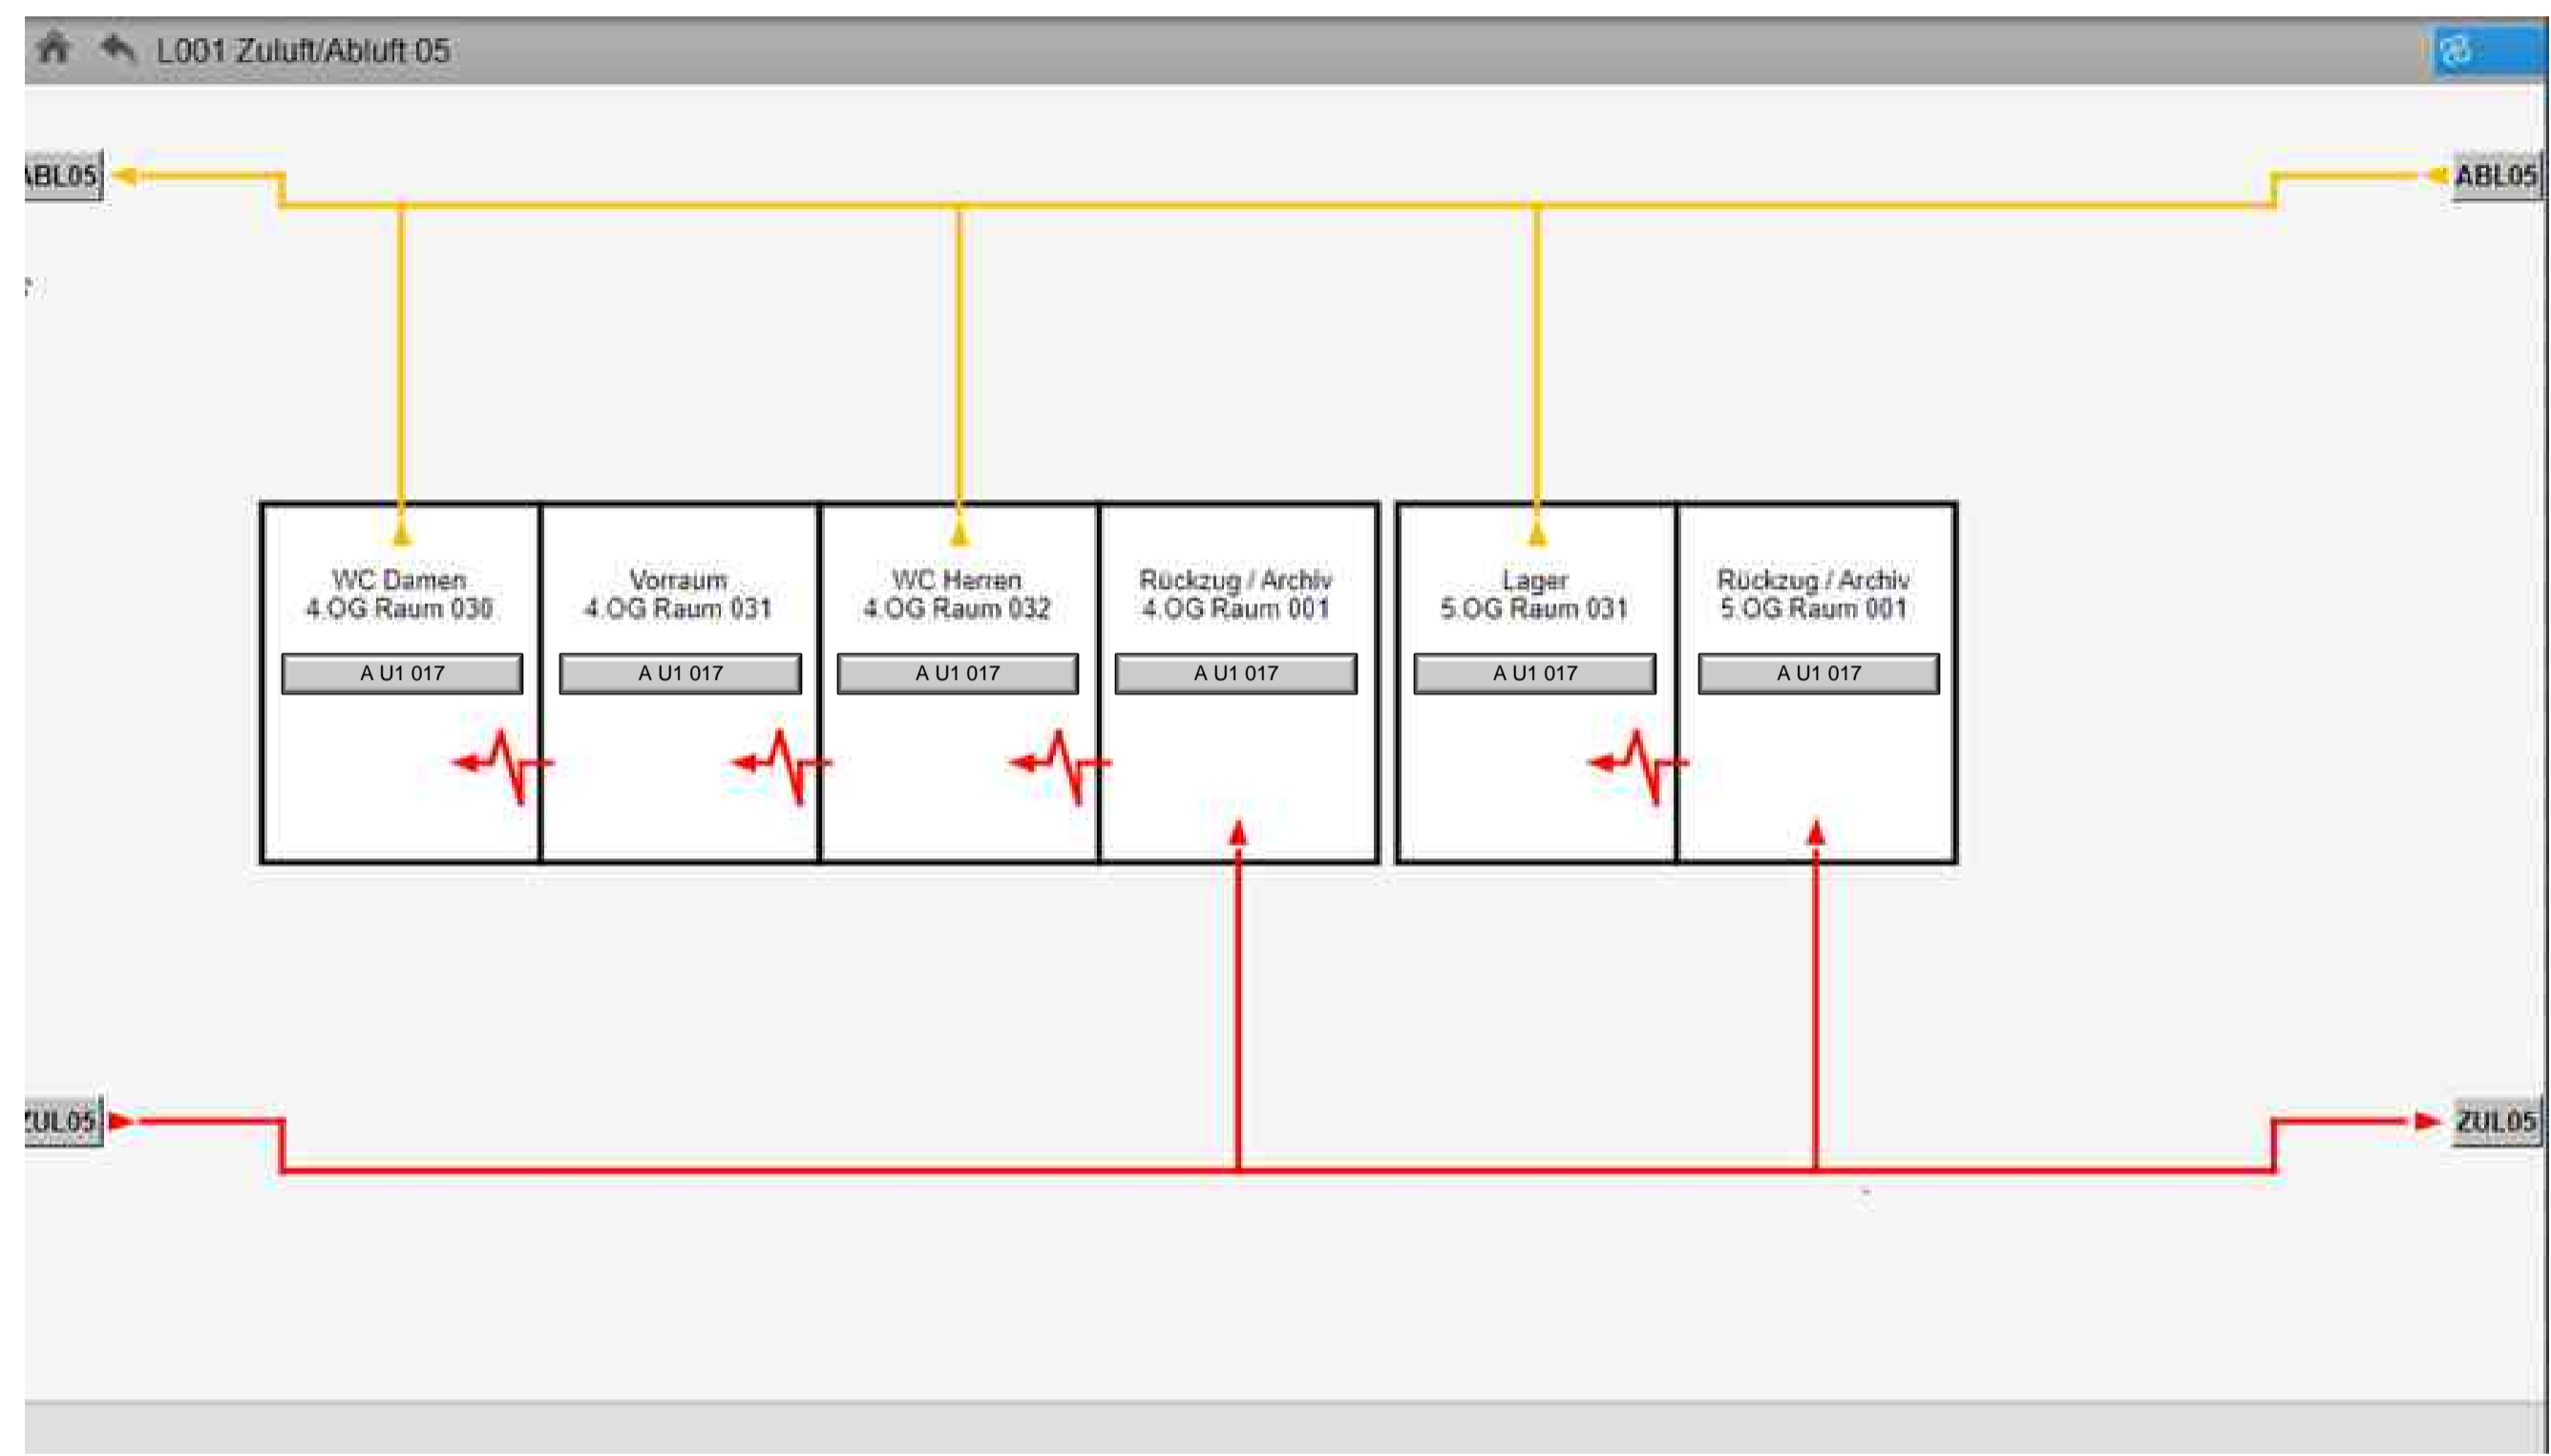 L001 Zuluft/Abluft 05
ABL05
ABL05
WC Damen
4.OG Raum 030
A U1 017
Vorraum
4.OG Raum 031
A U1 017
WC Herren
4.OG Raum 032
A U1 017
Rückzug / Archiv
4.OG Raum 001
A U1 017
Lager
5.OG Raum 031
A U1 017
Rückzug / Archiv
5.OG Raum 001
A U1 017
ZUL05
ZUL05